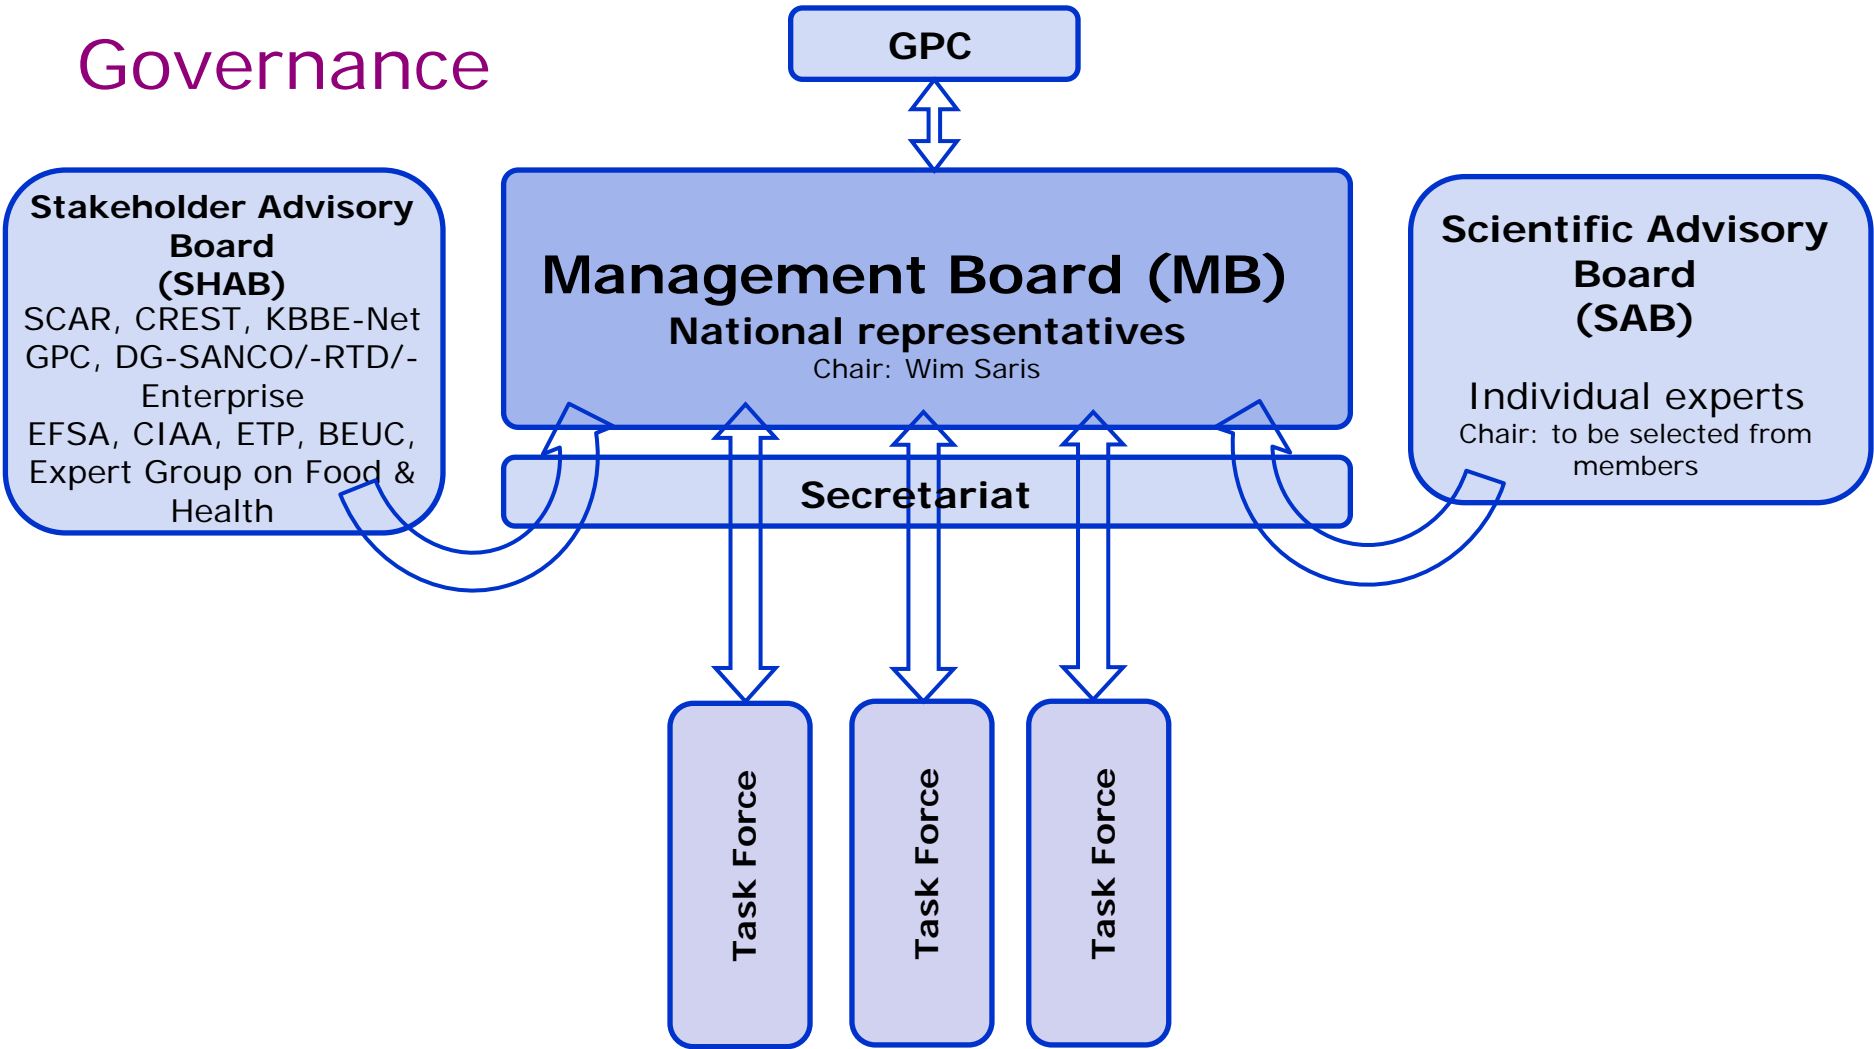 Governance
GPC
Stakeholder Advisory
Board
(SHAB)
SCAR, CREST, KBBE-Net
GPC, DG-SANCO/-RTD/-
Enterprise
EFSA, CIAA, ETP, BEUC,
Expert Group on Food &
Health
Management Board (MB)
National representatives
Chair: Wim Saris
Secretariat
Scientific Advisory
Board
(SAB)
Individual experts
Chair: to be selected from
members
Task Force
Task Force
Task Force